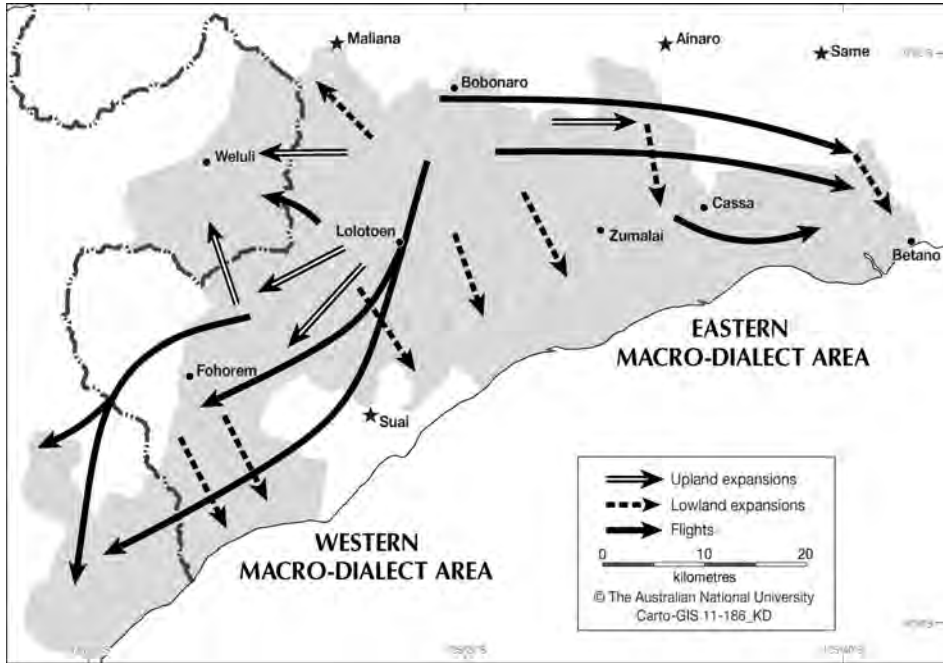 Maliana
Ainaro
Same
Bobonaro
Weluli
Cassa
Lolotoen
Zumalai
Betano
EASTERN
MACRO-DIALECT AREA
Fohorem
Suai
WESTERN
MACRO-DIALECT AREA
Upland expansions
Lowland expansions
Flights
0 10 20
kilometres
© The Australian National University
Carto-GIS 11-186_KD